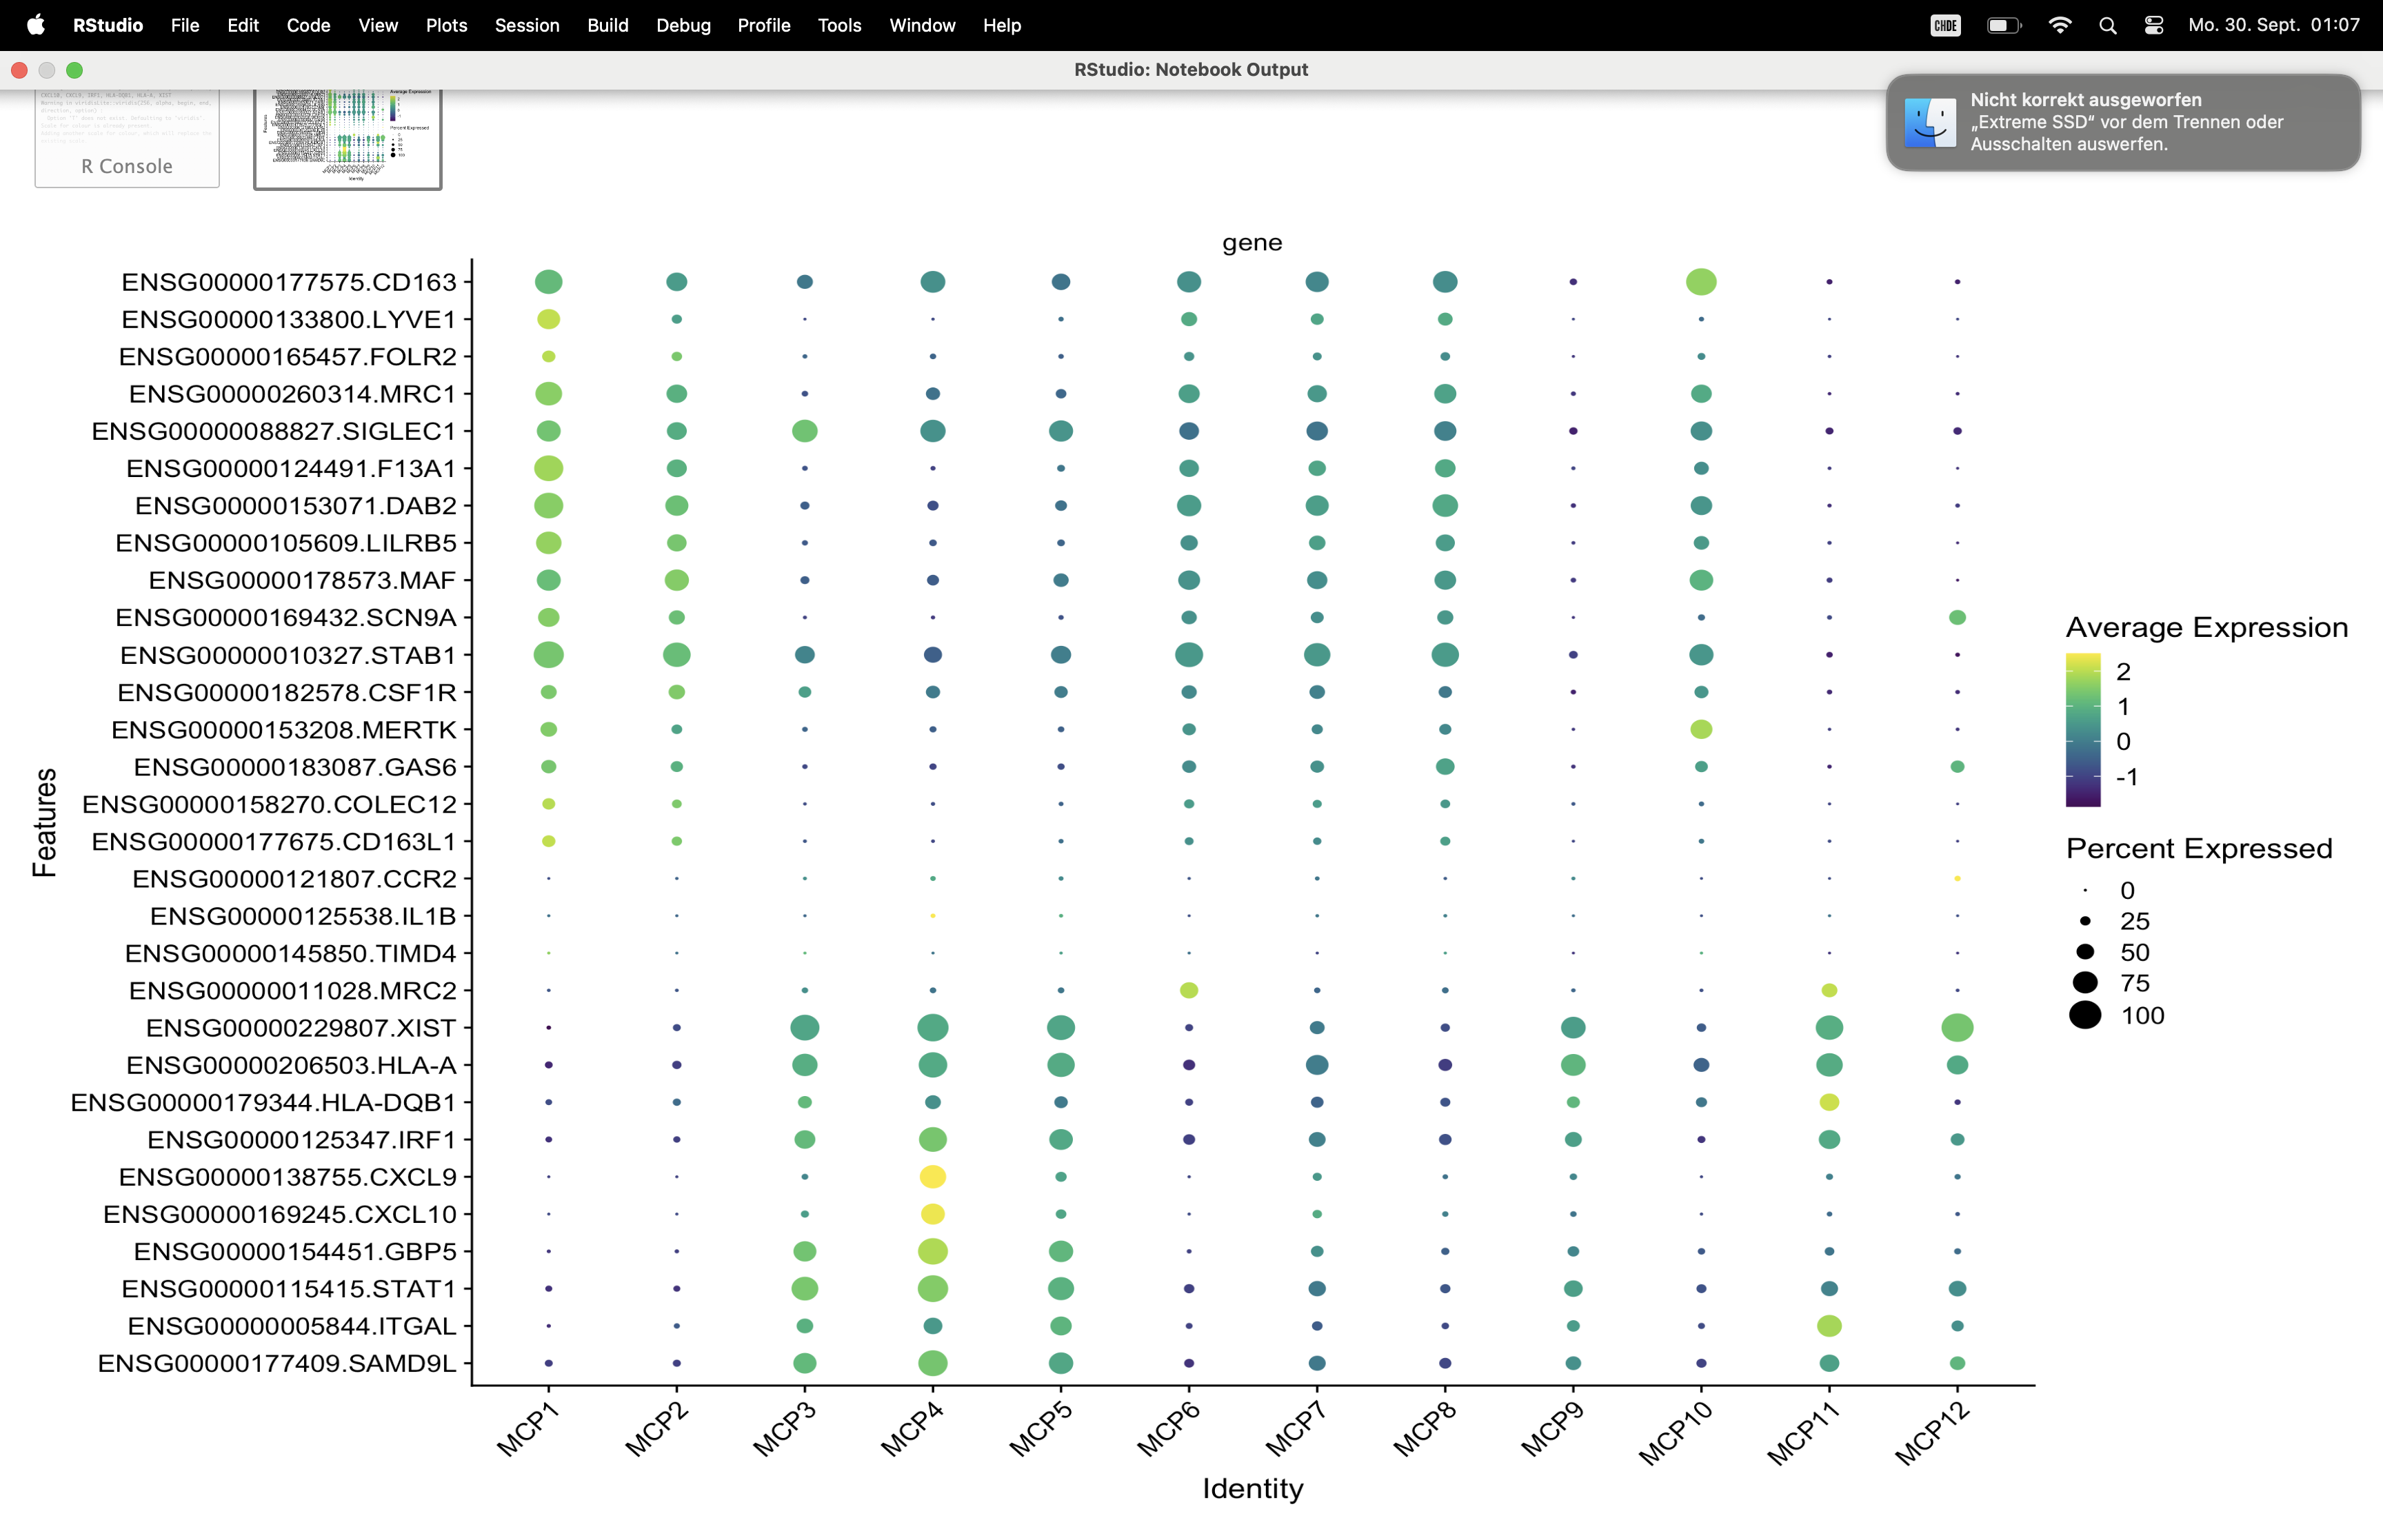 RStudio File Edit Code View Plots Session Build Debug Profile Tools Window Help CHDE Mo. 30. Sept. 01:07
RStudio: Notebook Output
Nicht korrekt ausgeworfen
„Extreme SSD“ vor dem Trennen oder
Ausschalten auswerfen.
R Console
gene
ENSG00000177575.CD163
ENSG00000133800.LYVE1
ENSG00000165457.FOLR2
ENSG00000260314.MRC1
ENSG00000088827.SIGLEC1
ENSG00000124491.F13A1
ENSG00000153071.DAB2
ENSG00000105609.LILRB5
ENSG00000178573.MAF
ENSG00000169432.SCN9A
ENSG00000010327.STAB1
ENSG00000182578.CSF1R
ENSG00000153208.MERTK
ENSG00000183087.GAS6
ENSG00000158270.COLEC12
ENSG00000177675.CD163L1
ENSG00000121807.CCR2
ENSG00000125538.IL1B
ENSG00000145850.TIMD4
ENSG00000011028.MRC2
ENSG00000229807.XIST
ENSG00000206503.HLA-A
ENSG00000179344.HLA-DQB1
ENSG00000125347.IRF1
ENSG00000138755.CXCL9
ENSG00000169245.CXCL10
ENSG00000154451.GBP5
ENSG00000115415.STAT1
ENSG00000005844.ITGAL
ENSG00000177409.SAMD9L
Features
MCP1 MCP2 MCP3 MCP4 MCP5 MCP6 MCP7 MCP8 MCP9 MCP10 MCP11 MCP12
Identity
Average Expression
2
1
0
-1
Percent Expressed
0
25
50
75
100